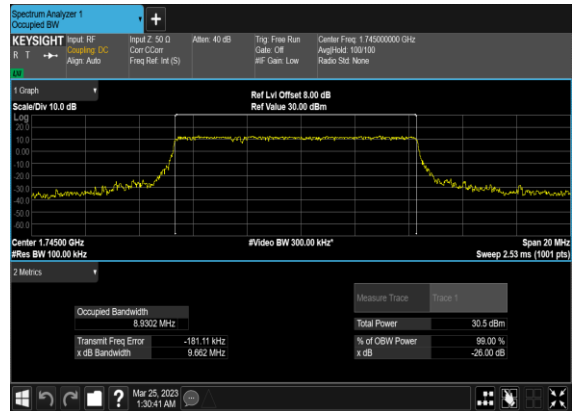 Spectrum Analyzer 1
Occupied BW
KEYSIGHT Input: RF Input Z: 50 Ω Atten: 40 dB Trig: Free Run Center Freq: 1.745000000 GHz
R T Coupling: DC Corr CCorr Gate: Off Avg|Hold: 100/100
Align: Auto Freq Ref: Int (S) #IF Gain: Low Radio Std: None
LXI
1 Graph
Ref Lvl Offset 8.00 dB
Scale/Div 10.0 dB Ref Value 30.00 dBm
Log
20.0
10.0
0.00
-10.0
-20.0
-30.0
-40.0
-50.0
-60.0
Center 1.74500 GHz #Video BW 300.00 kHz* Span 20 MHz
#Res BW 100.00 kHz Sweep 2.53 ms (1001 pts)
2 Metrics
Measure Trace Trace 1
Occupied Bandwidth
8.9302 MHz Total Power 30.5 dBm
Transmit Freq Error -181.11 kHz % of OBW Power 99.00 %
x dB Bandwidth 9.662 MHz x dB -26.00 dB
? Mar 25, 2023
1:30:41 AM